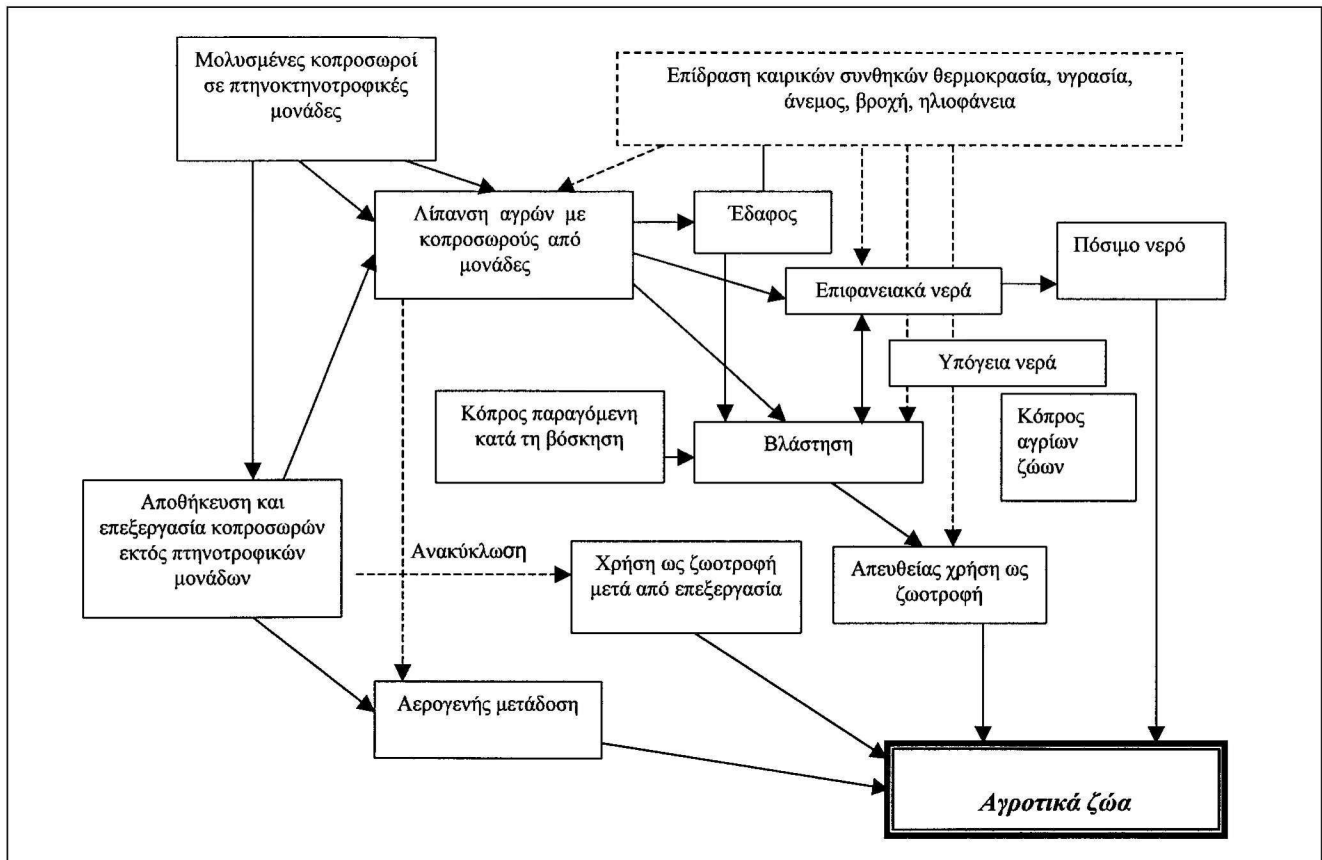 Μολυσμένες κοπροσωροί
σε πτηνοκτηνοτροφικές
μονάδες
Επίδραση καιρικών συνθηκών θερμοκρασία, υγρασία,
άνεμος, βροχή, ηλιοφάνεια
Λίπανση αγρών με
κοπροσωρούς από
μονάδες
Έδαφος
Πόσιμο νερό
Επιφανειακά νερά
Υπόγεια νερά
Κόπρος παραγόμενη
κατά τη βόσκηση
Βλάστηση
Κόπρος
αγρίων
ζώων
Αποθήκευση και
επεξεργασία κοπροσωρών
εκτός πτηνοτροφικών
μονάδων
Ανακύκλωση
Χρήση ως ζωοτροφή
μετά από επεξεργασία
Απευθείας χρήση ως
ζωοτροφή
Αερογενής μετάδοση
Αγροτικά ζώα